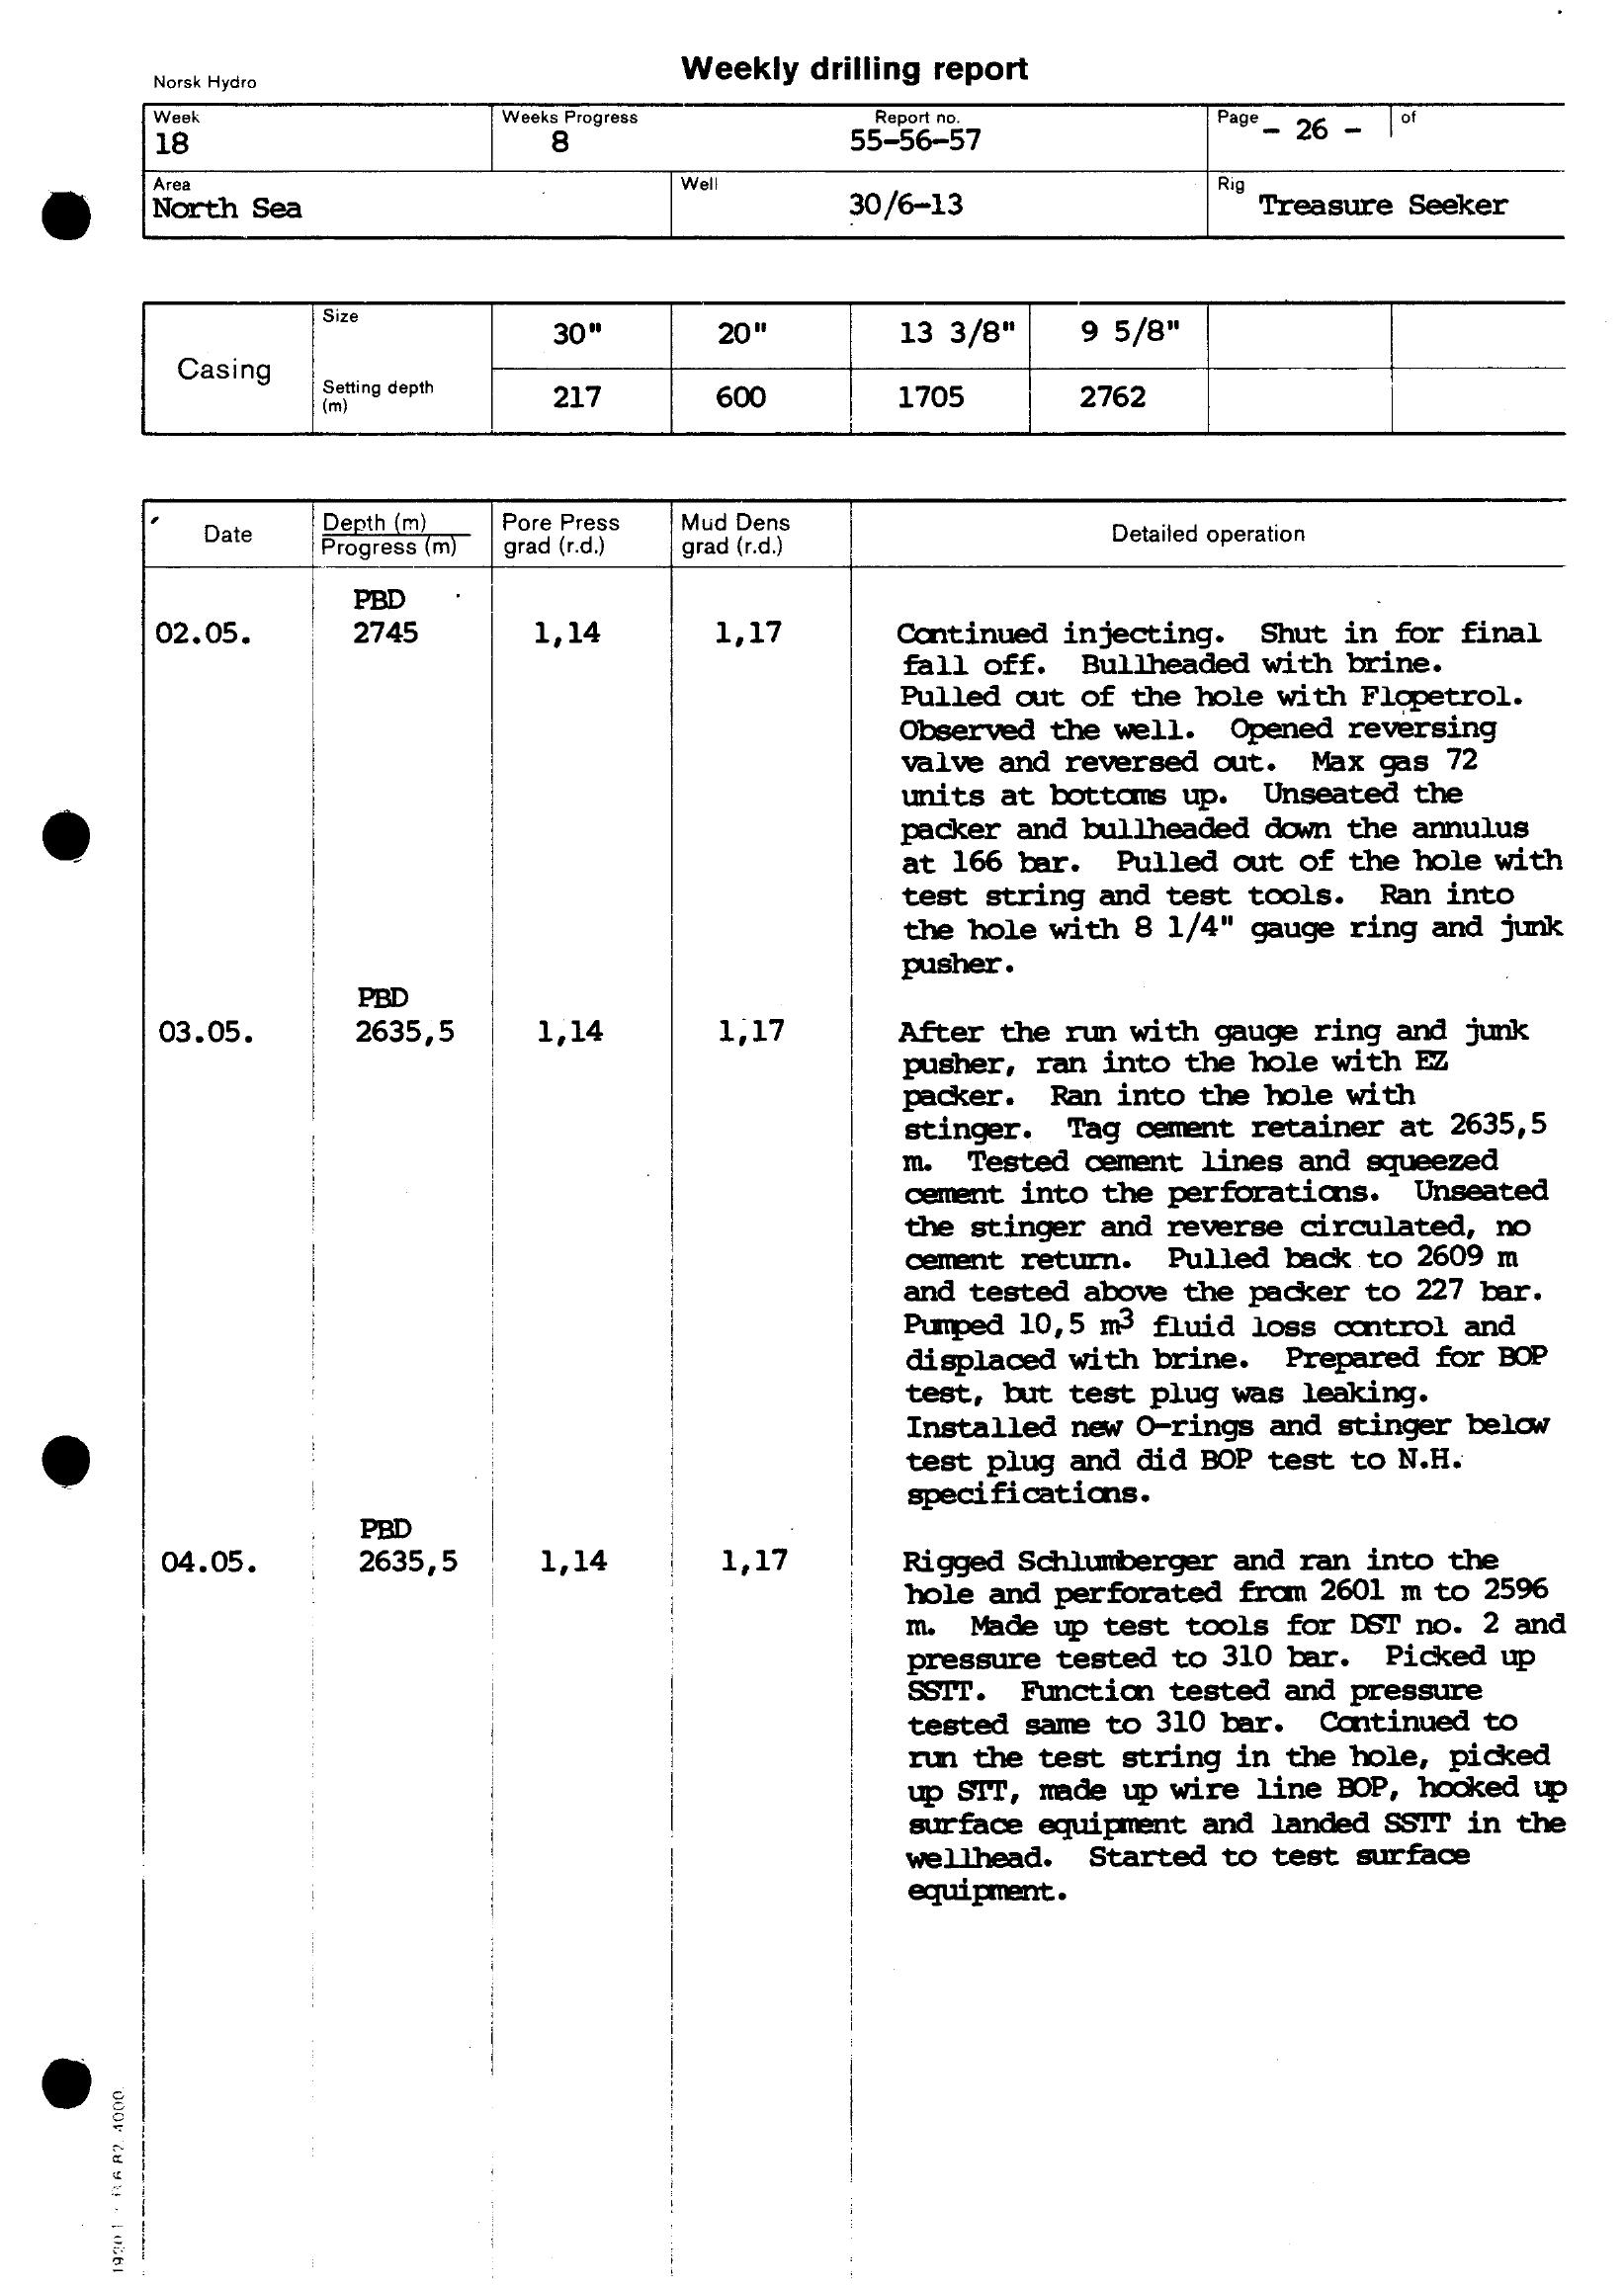 Weekly drilling report
Norsk Hydro
Week
18
Weeks Progress
8
Report no.
55-56-57
Page - 26 - of
Area
North Sea
Well
30/6-13
Rig
Treasure Seeker
Casing
Size
30" 20" 13 3/8" 9 5/8"
Setting depth
(m)
217 600 1705 2762
Date
Depth (m)
Progress (m)
Pore Press
grad (r.d.)
Mud Dens
grad (r.d.)
Detailed operation
PBD
02.05. 2745 1,14 1,17 Continued injecting. Shut in for final
fall off. Bullheaded with brine.
Pulled out of the hole with Flopetrol.
Observed the well. Opened reversing
valve and reversed out. Max gas 72
units at bottoms up. Unseated the
packer and bullheaded down the annulus
at 166 bar. Pulled out of the hole with
test string and test tools. Ran into
the hole with 8 1/4" gauge ring and junk
pusher.
PBD
03.05. 2635,5 1,14 1,17 After the run with gauge ring and junk
pusher, ran into the hole with EZ
packer. Ran into the hole with
stinger. Tag cement retainer at 2635,5
m. Tested cement lines and squeezed
cement into the perforations. Unseated
the stinger and reverse circulated, no
cement return. Pulled back to 2609 m
and tested above the packer to 227 bar.
Pumped 10,5 m³ fluid loss control and
displaced with brine. Prepared for BOP
test, but test plug was leaking.
Installed new O-rings and stinger below
test plug and did BOP test to N.H.
specifications.
PBD
04.05. 2635,5 1,14 1,17 Rigged Schlumberger and ran into the
hole and perforated from 2601 m to 2596
m. Made up test tools for DST no. 2 and
pressure tested to 310 bar. Picked up
SSTT. Function tested and pressure
tested same to 310 bar. Continued to
run the test string in the hole, picked
up STT, made up wire line BOP, hooked up
surface equipment and landed SSTT in the
wellhead. Started to test surface
equipment.